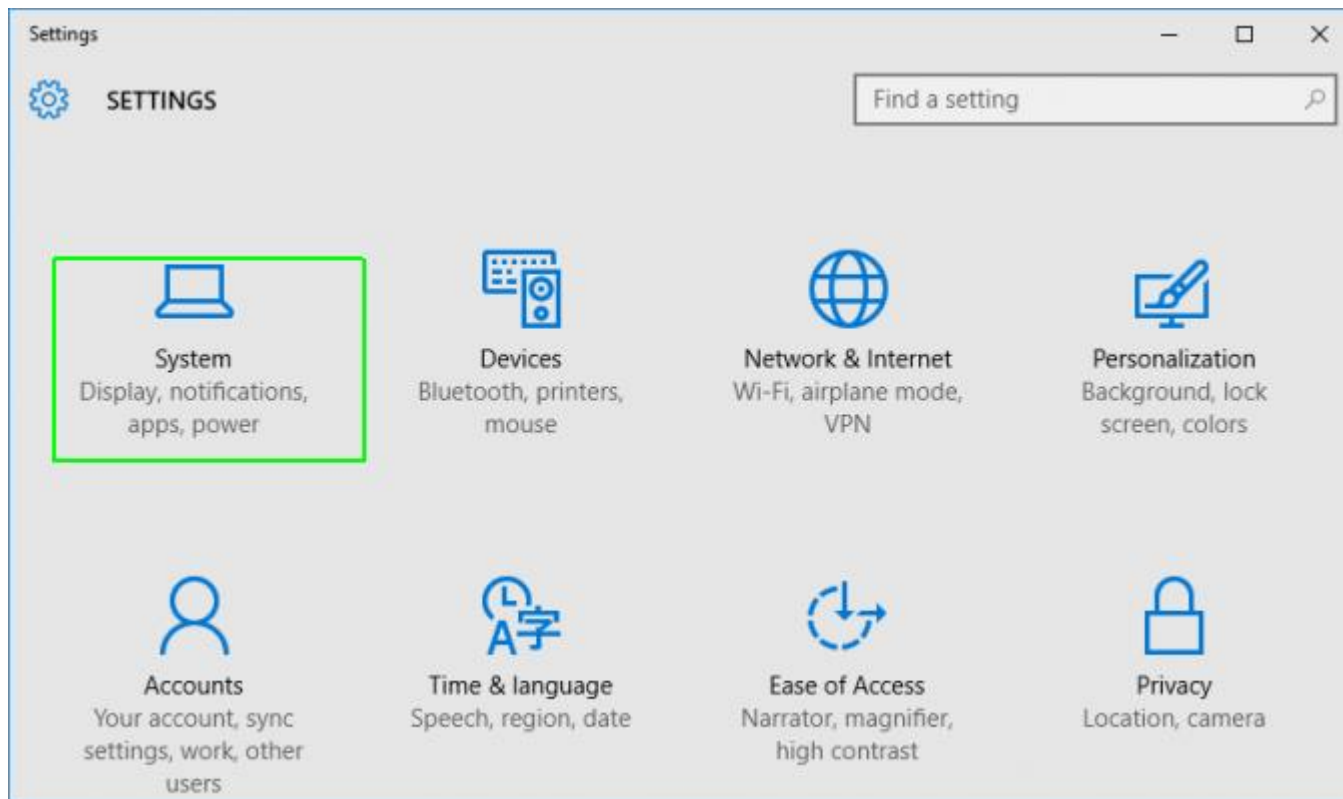 Settings
SETTINGS
Find a setting
System
Display, notifications,
apps, power
Devices
Bluetooth, printers,
mouse
Network & Internet
Wi-Fi, airplane mode,
VPN
Personalization
Background, lock
screen, colors
Accounts
Your account, sync
settings, work, other
users
A字
Time & language
Speech, region, date
Ease of Access
Narrator, magnifier,
high contrast
Privacy
Location, camera